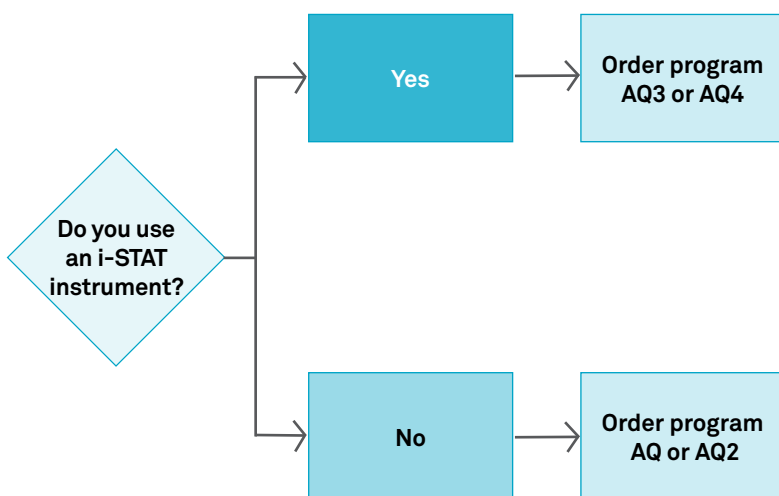 Do you use
an i-STAT
instrument?
Yes
Order program
AQ3 or AQ4
No
Order program
AQ or AQ2